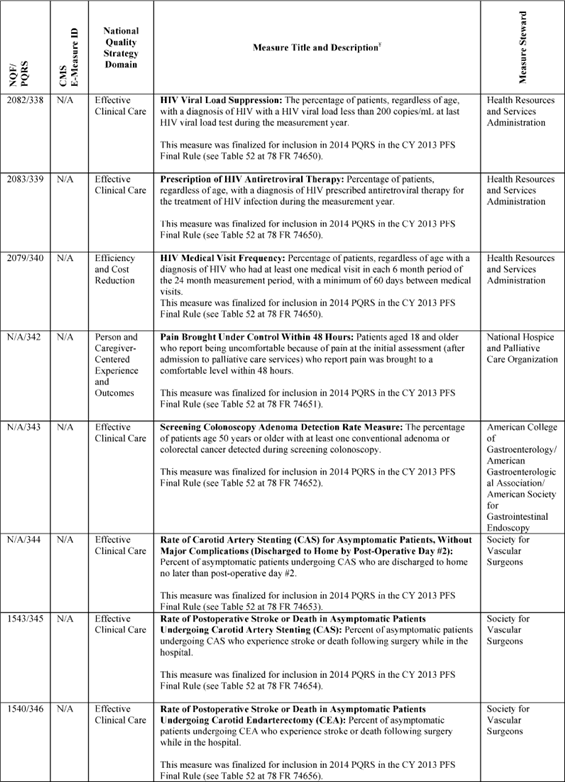 NQF/
PQRS
CMS
E-Measure ID
National
Quality
Strategy
Domain
Measure Title and Description¥
Measure Steward
2082/338
N/A
Effective
Clinical Care
HIV Viral Load Suppression: The percentage of patients, regardless of age,
with a diagnosis of HIV with a HIV viral load less than 200 copies/mL at last
HIV viral load test during the measurement year.
This measure was finalized for inclusion in 2014 PQRS in the CY 2013 PFS
Final Rule (see Table 52 at 78 FR 74650).
Health Resources
and Services
Administration
2083/339
N/A
Effective
Clinical Care
Prescription of HIV Antiretroviral Therapy: Percentage of patients,
regardless of age, with a diagnosis of HIV prescribed antiretroviral therapy for
the treatment of HIV infection during the measurement year.
This measure was finalized for inclusion in 2014 PQRS in the CY 2013 PFS
Final Rule (see Table 52 at 78 FR 74650).
Health Resources
and Services
Administration
2079/340
N/A
Efficiency
and Cost
Reduction
HIV Medical Visit Frequency: Percentage of patients, regardless of age with a
diagnosis of HIV who had at least one medical visit in each 6 month period of
the 24 month measurement period, with a minimum of 60 days between medical
visits.
This measure was finalized for inclusion in 2014 PQRS in the CY 2013 PFS
Final Rule (see Table 52 at 78 FR 74650).
Health Resources
and Services
Administration
N/A/342
N/A
Person and
Caregiver-
Centered
Experience
and
Outcomes
Pain Brought Under Control Within 48 Hours: Patients aged 18 and older
who report being uncomfortable because of pain at the initial assessment (after
admission to palliative care services) who report pain was brought to a
comfortable level within 48 hours.
This measure was finalized for inclusion in 2014 PQRS in the CY 2013 PFS
Final Rule (see Table 52 at 78 FR 74651).
National Hospice
and Palliative
Care Organization
N/A/343
N/A
Effective
Clinical Care
Screening Colonoscopy Adenoma Detection Rate Measure: The percentage
of patients age 50 years or older with at least one conventional adenoma or
colorectal cancer detected during screening colonoscopy.
This measure was finalized for inclusion in 2014 PQRS in the CY 2013 PFS
Final Rule (see Table 52 at 78 FR 74652).
American College
of
Gastroenterology/
American
Gastroenterologic
al Association/
American Society
for
Gastrointestinal
Endoscopy
N/A/344
N/A
Effective
Clinical Care
Rate of Carotid Artery Stenting (CAS) for Asymptomatic Patients, Without
Major Complications (Discharged to Home by Post-Operative Day #2):
Percent of asymptomatic patients undergoing CAS who are discharged to home
no later than post-operative day #2.
This measure was finalized for inclusion in 2014 PQRS in the CY 2013 PFS
Final Rule (see Table 52 at 78 FR 74653).
Society for
Vascular
Surgeons
1543/345
N/A
Effective
Clinical Care
Rate of Postoperative Stroke or Death in Asymptomatic Patients
Undergoing Carotid Artery Stenting (CAS): Percent of asymptomatic patients
undergoing CAS who experience stroke or death following surgery while in the
hospital.
This measure was finalized for inclusion in 2014 PQRS in the CY 2013 PFS
Final Rule (see Table 52 at 78 FR 74654).
Society for
Vascular
Surgeons
1540/346
N/A
Effective
Clinical Care
Rate of Postoperative Stroke or Death in Asymptomatic Patients
Undergoing Carotid Endarterectomy (CEA): Percent of asymptomatic
patients undergoing CEA who experience stroke or death following surgery
while in the hospital.
This measure was finalized for inclusion in 2014 PQRS in the CY 2013 PFS
Final Rule (see Table 52 at 78 FR 74656).
Society for
Vascular
Surgeons